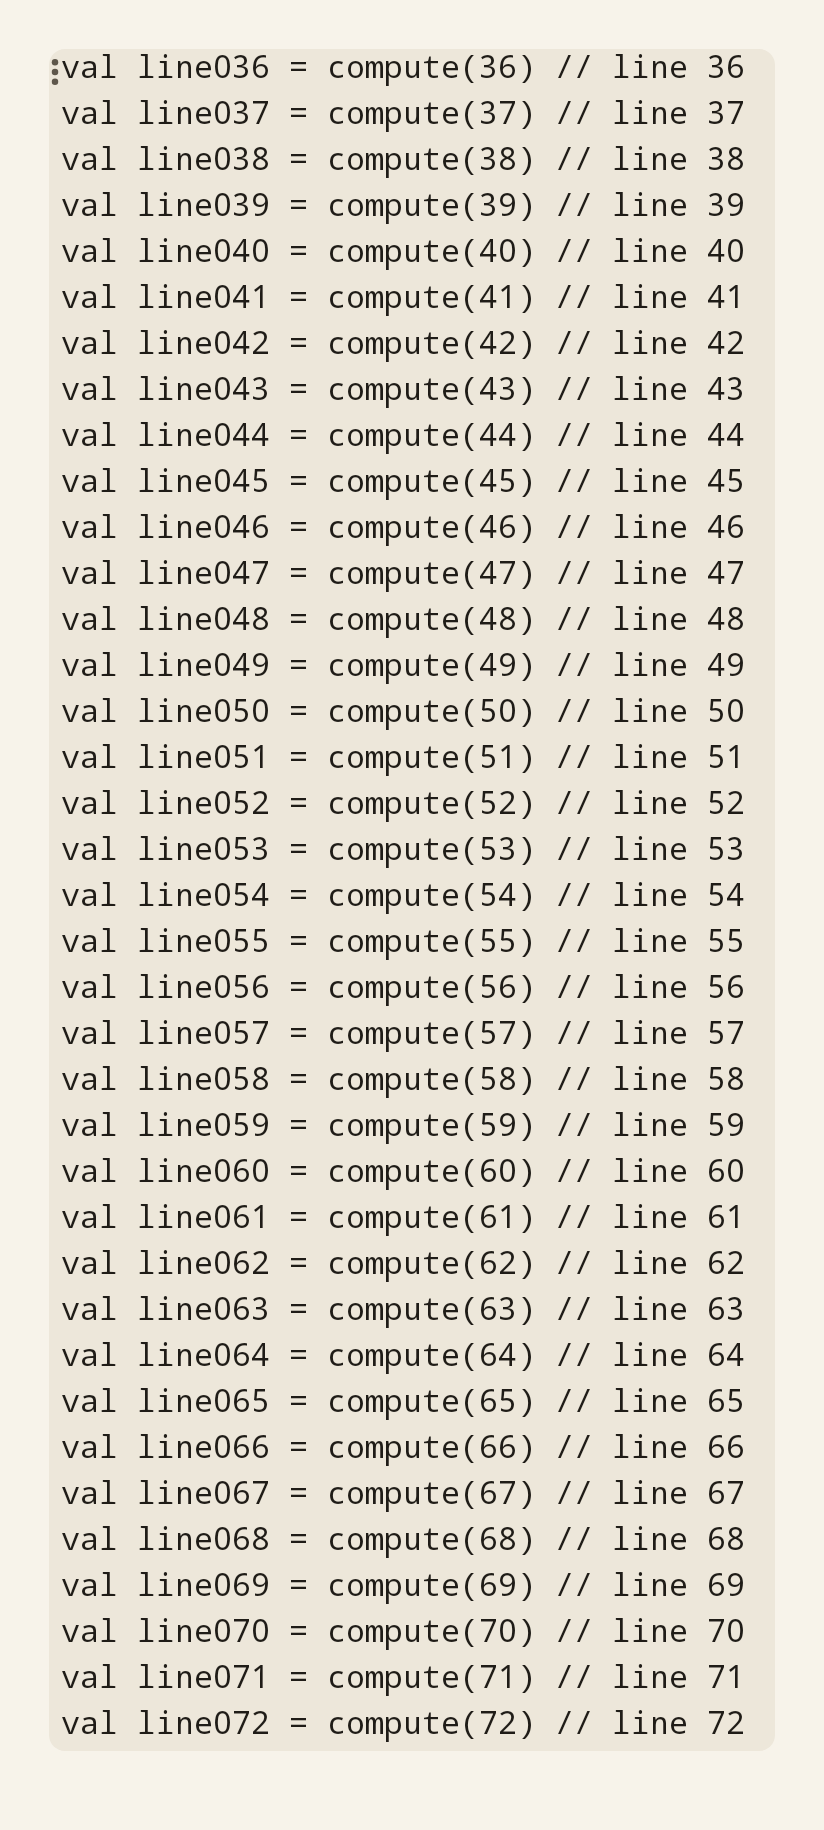 val line036 = compute(36) // line 36
val line037 = compute(37) // line 37
val line038 = compute(38) // line 38
val line039 = compute(39) // line 39
val line040 = compute(40) // line 40
val line041 = compute(41) // line 41
val line042 = compute(42) // line 42
val line043 = compute(43) // line 43
val line044 = compute(44) // line 44
val line045 = compute(45) // line 45
val line046 = compute(46) // line 46
val line047 = compute(47) // line 47
val line048 = compute(48) // line 48
val line049 = compute(49) // line 49
val line050 = compute(50) // line 50
val line051 = compute(51) // line 51
val line052 = compute(52) // line 52
val line053 = compute(53) // line 53
val line054 = compute(54) // line 54
val line055 = compute(55) // line 55
val line056 = compute(56) // line 56
val line057 = compute(57) // line 57
val line058 = compute(58) // line 58
val line059 = compute(59) // line 59
val line060 = compute(60) // line 60
val line061 = compute(61) // line 61
val line062 = compute(62) // line 62
val line063 = compute(63) // line 63
val line064 = compute(64) // line 64
val line065 = compute(65) // line 65
val line066 = compute(66) // line 66
val line067 = compute(67) // line 67
val line068 = compute(68) // line 68
val line069 = compute(69) // line 69
val line070 = compute(70) // line 70
val line071 = compute(71) // line 71
val line072 = compute(72) // line 72